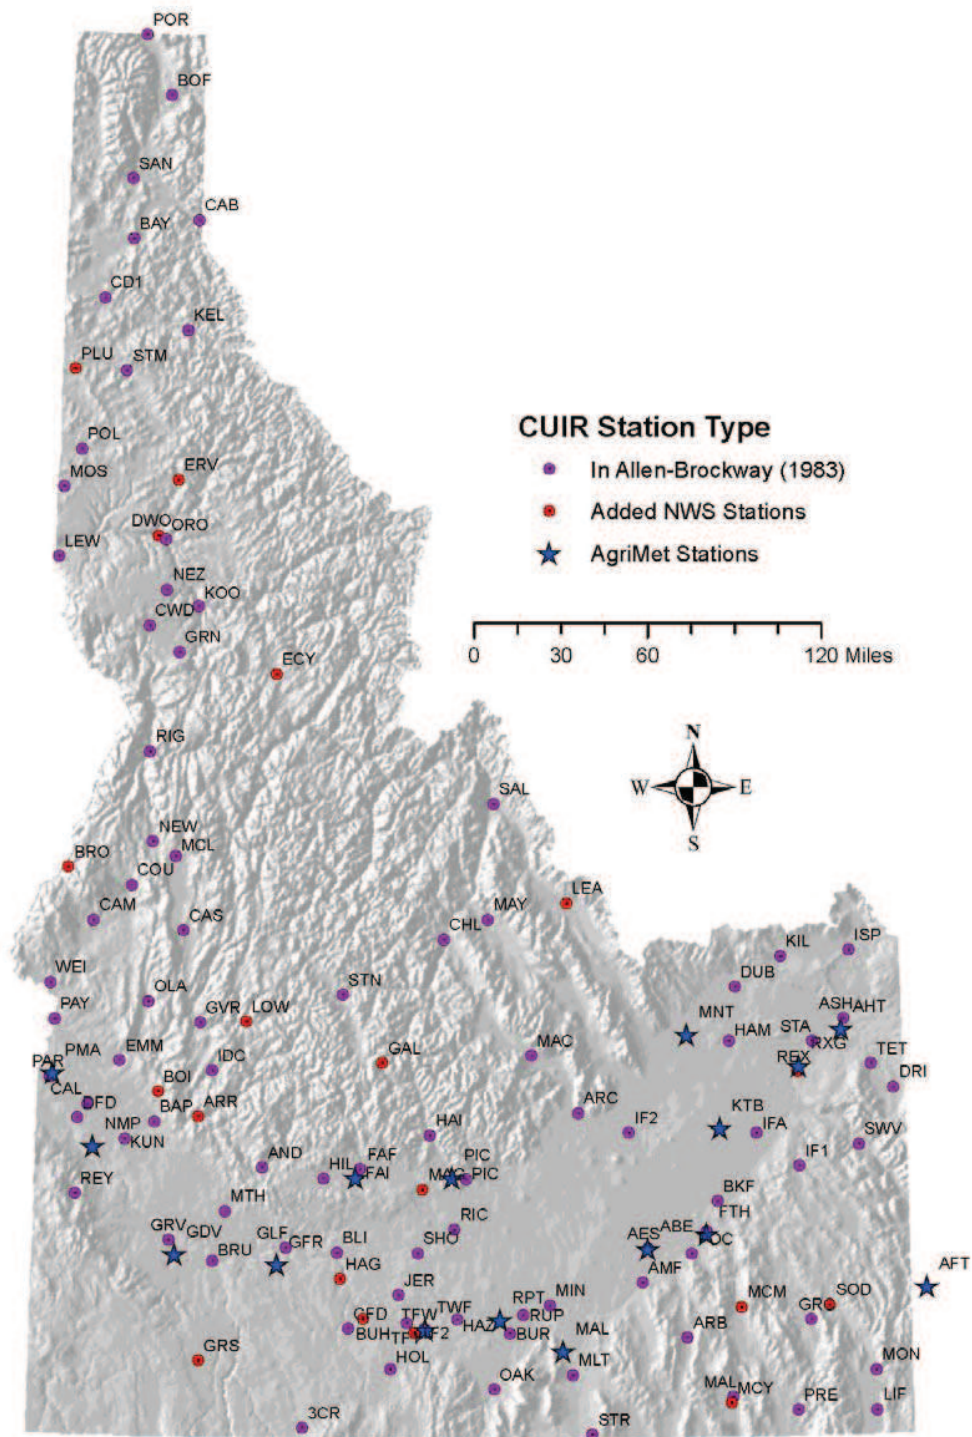 POR
BOF
SAN
CAB
BAY
CD1
KEL
PLU
STM
CUIR Station Type
In Allen-Brockway (1983)
Added NWS Stations
AgriMet Stations
POL
MOS
ERV
DWO
ORO
LEW
NEZ
KOO
CWD
GRN
0 30 60 120 Miles
ECY
N
W E
S
RIG
SAL
NEW
MCL
BRO
COU
LEA
CAM
CAS
MAY
CHL
KIL
ISP
WEI
DUB
OLA
STN
PAY
GVR
LOW
MNT
ASH
AHT
HAM
STA
RXG
PMA
EMM
IDC
GAL
MAC
REX
TET
PAR
DRI
CAL
BOI
DFD
BAP
ARR
ARC
KTB
NMP
KUN
HAI
IF2
IFA
SWV
REY
AND
HIL
FAF
FAI
PIC
PIC
IF1
MTH
BKF
GRV
GDV
GLF
GFR
BLI
RIC
SHO
FTH
ABE
AES
BRU
HAG
AMF
AFT
JER
MIN
MCM
SOD
CFD
TFW
TWF
RPT
RUP
HAZ
BUH
BUR
MAL
ARB
GRS
HOL
OAK
MLT
MON
MAL
MCY
PRE
LIF
3CR
STR